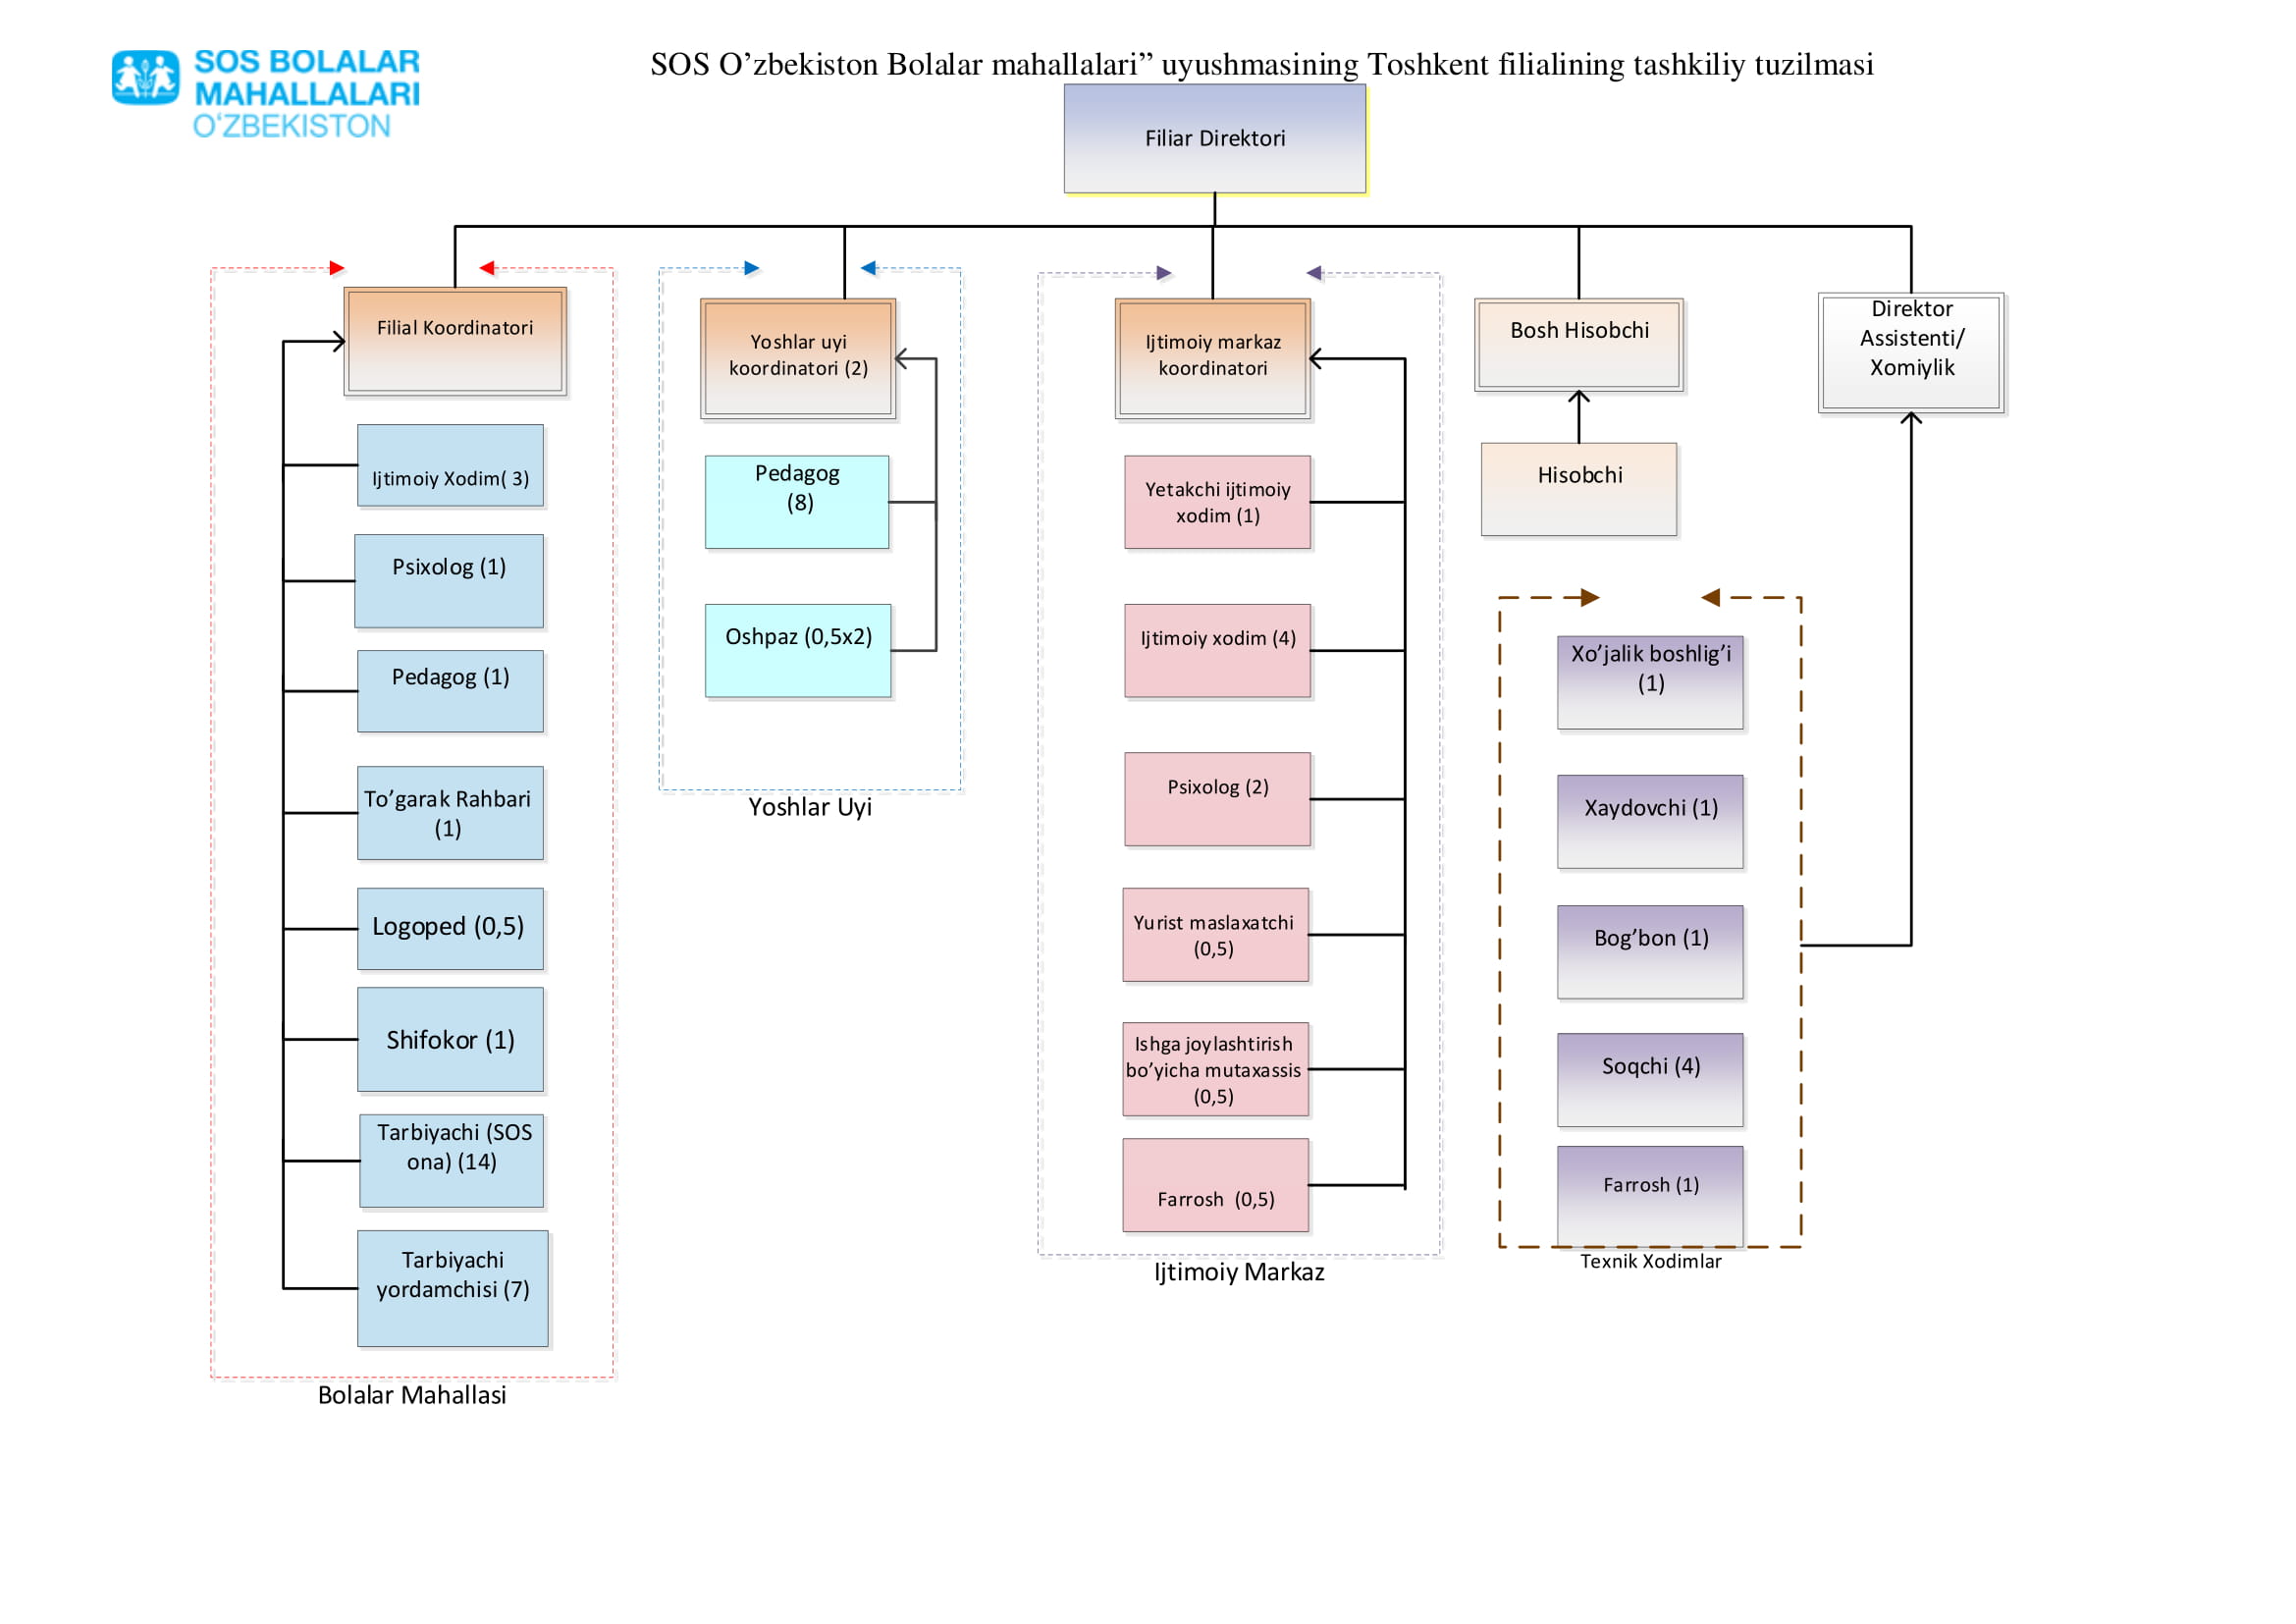 SOS BOLALAR
MAHALLALARI
O‘ZBEKISTON
SOS O’zbekiston Bolalar mahallalari” uyushmasining Toshkent filialining tashkiliy tuzilmasi
Filiar Direktori
Filial Koordinatori
Ijtimoiy Xodim( 3)
Psixolog (1)
Pedagog (1)
To’garak Rahbari
(1)
Logoped (0,5)
Shifokor (1)
Tarbiyachi (SOS
ona) (14)
Tarbiyachi
yordamchisi (7)
Bolalar Mahallasi
Yoshlar uyi
koordinatori (2)
Pedagog
(8)
Oshpaz (0,5x2)
Yoshlar Uyi
Ijtimoiy markaz
koordinatori
Yetakchi ijtimoiy
xodim (1)
Ijtimoiy xodim (4)
Psixolog (2)
Yurist maslaxatchi
(0,5)
Ishga joylashtirish
bo’yicha mutaxassis
(0,5)
Farrosh (0,5)
Ijtimoiy Markaz
Bosh Hisobchi
Hisobchi
Direktor
Assistenti/
Xomiylik
Xo’jalik boshlig’i
(1)
Xaydovchi (1)
Bog’bon (1)
Soqchi (4)
Farrosh (1)
Texnik Xodimlar